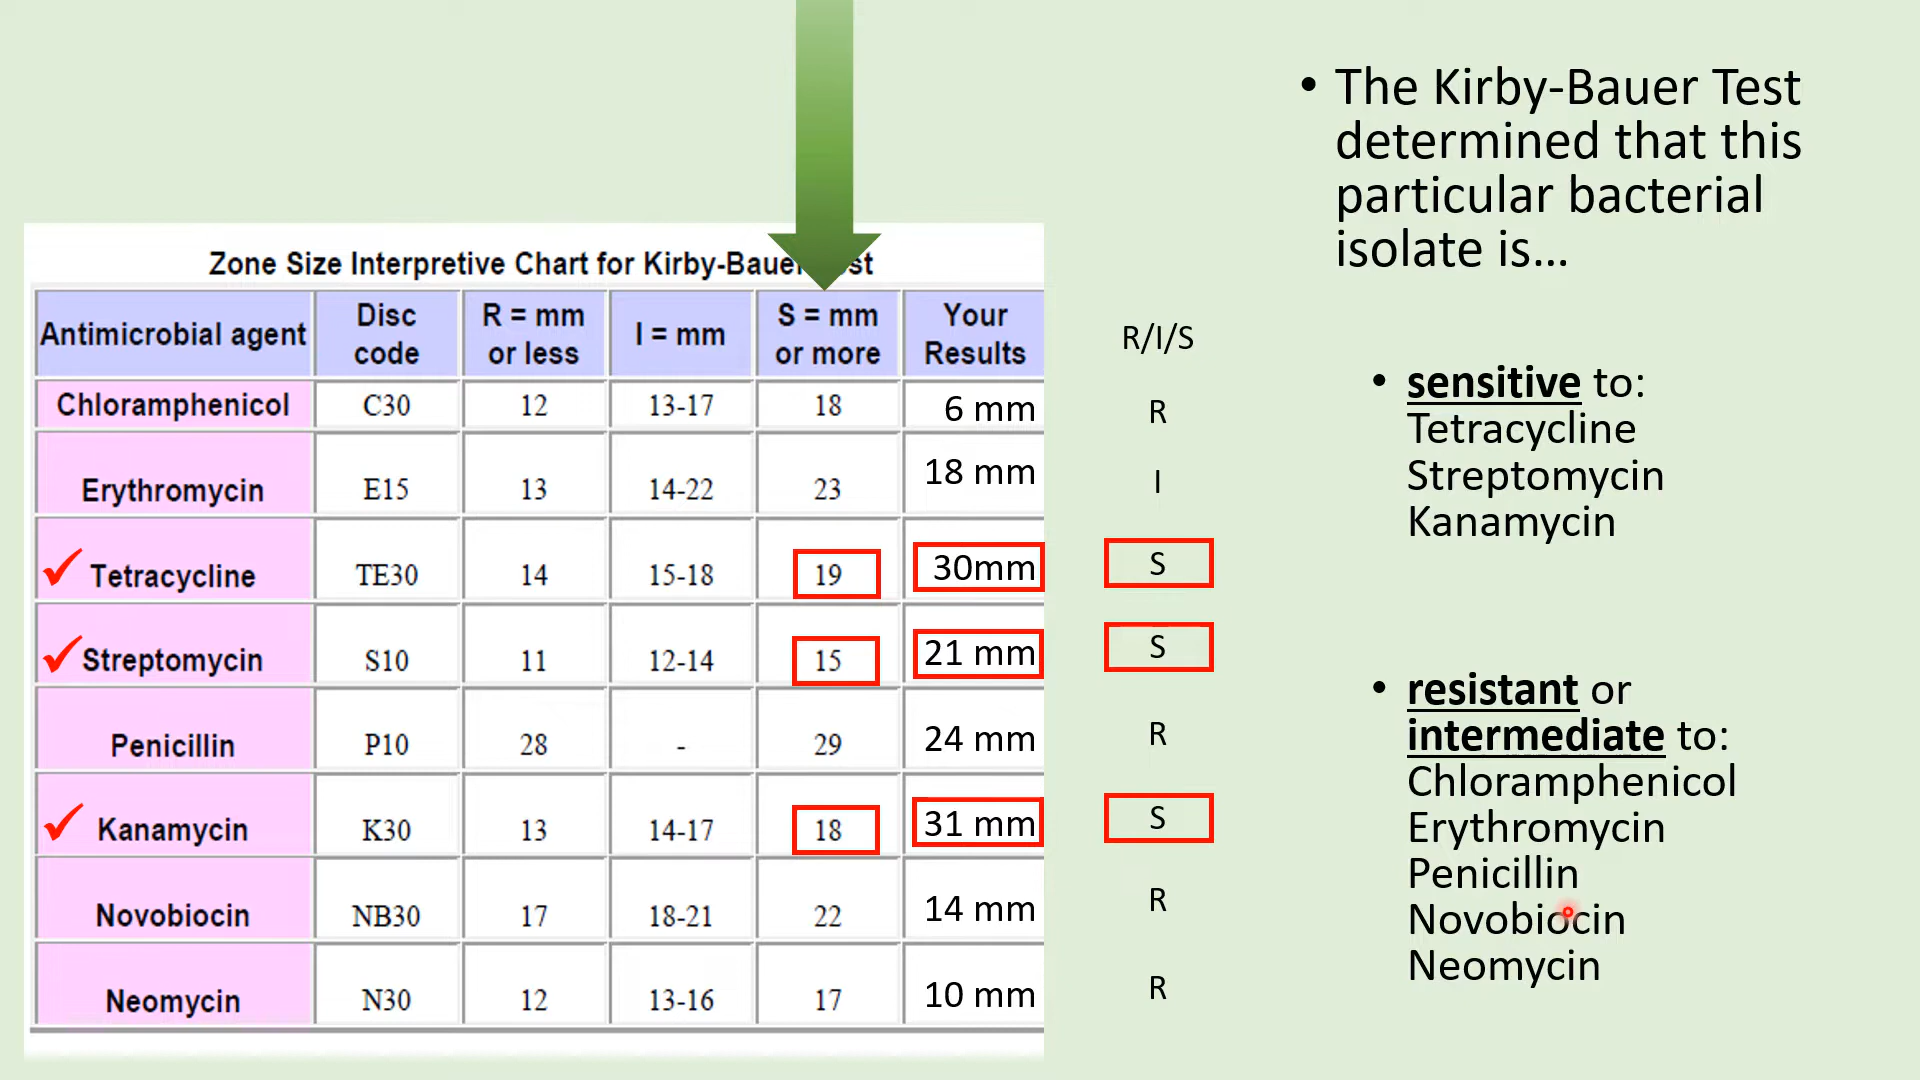 • The Kirby-Bauer Test
determined that this
particular bacterial
isolate is...
Zone Size Interpretive Chart for Kirby-Bauer
Antimicrobial agent Disc code R = mm or less I = mm S = mm or more Your Results R/I/S
Chloramphenicol C30 12 13-17 18 6 mm R
Erythromycin E15 13 14-22 23 18 mm I
✓ Tetracycline TE30 14 15-18 19 30mm S
✓ Streptomycin S10 11 12-14 15 21 mm S
Penicillin P10 28 - 29 24 mm R
✓ Kanamycin K30 13 14-17 18 31 mm S
Novobiocin NB30 17 18-21 22 14 mm R
Neomycin N30 12 13-16 17 10 mm R
• sensitive to:
Tetracycline
Streptomycin
Kanamycin
• resistant or
intermediate to:
Chloramphenicol
Erythromycin
Penicillin
Novobiocin
Neomycin